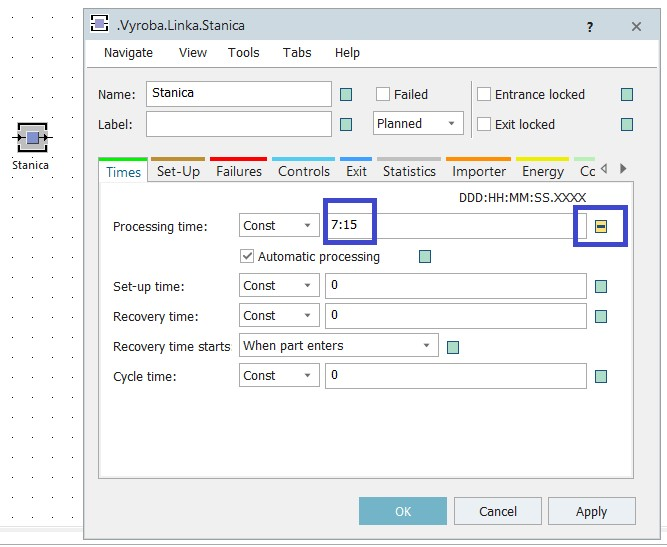 .Vyroba.Linka.Stanica ?
Navigate View Tools Tabs Help
Name: Stanica Failed Entrance locked
Label: Planned Exit locked
Stanica
Times Set-Up Failures Controls Exit Statistics Importer Energy Cc
DDD:HH:MM:SS.XXXX
Processing time: Const 7:15
Automatic processing
Set-up time: Const 0
Recovery time: Const 0
Recovery time starts When part enters
Cycle time: Const 0
OK Cancel Apply